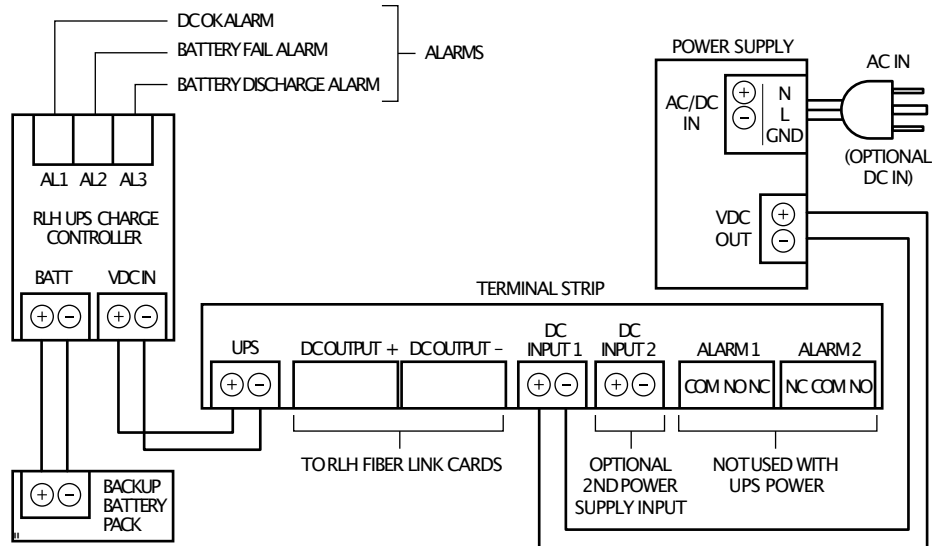 DC OK ALARM
BATTERY FAIL ALARM
BATTERY DISCHARGE ALARM
ALARMS
AL1 AL2 AL3
RLH UPS CHARGE
CONTROLLER
BATT VDC IN
+ − + −
+ −
BACKUP
BATTERY
PACK
POWER SUPPLY
AC/DC
IN
+
−
N
L
GND
AC IN
(OPTIONAL
DC IN)
VDC
OUT
+
−
TERMINAL STRIP
UPS
+ −
DC OUTPUT + DC OUTPUT −
DC
INPUT 1
+ −
DC
INPUT 2
+ −
ALARM 1
COM NO NC
ALARM 2
NC COM NO
TO RLH FIBER LINK CARDS
OPTIONAL
2ND POWER
SUPPLY INPUT
NOT USED WITH
UPS POWER